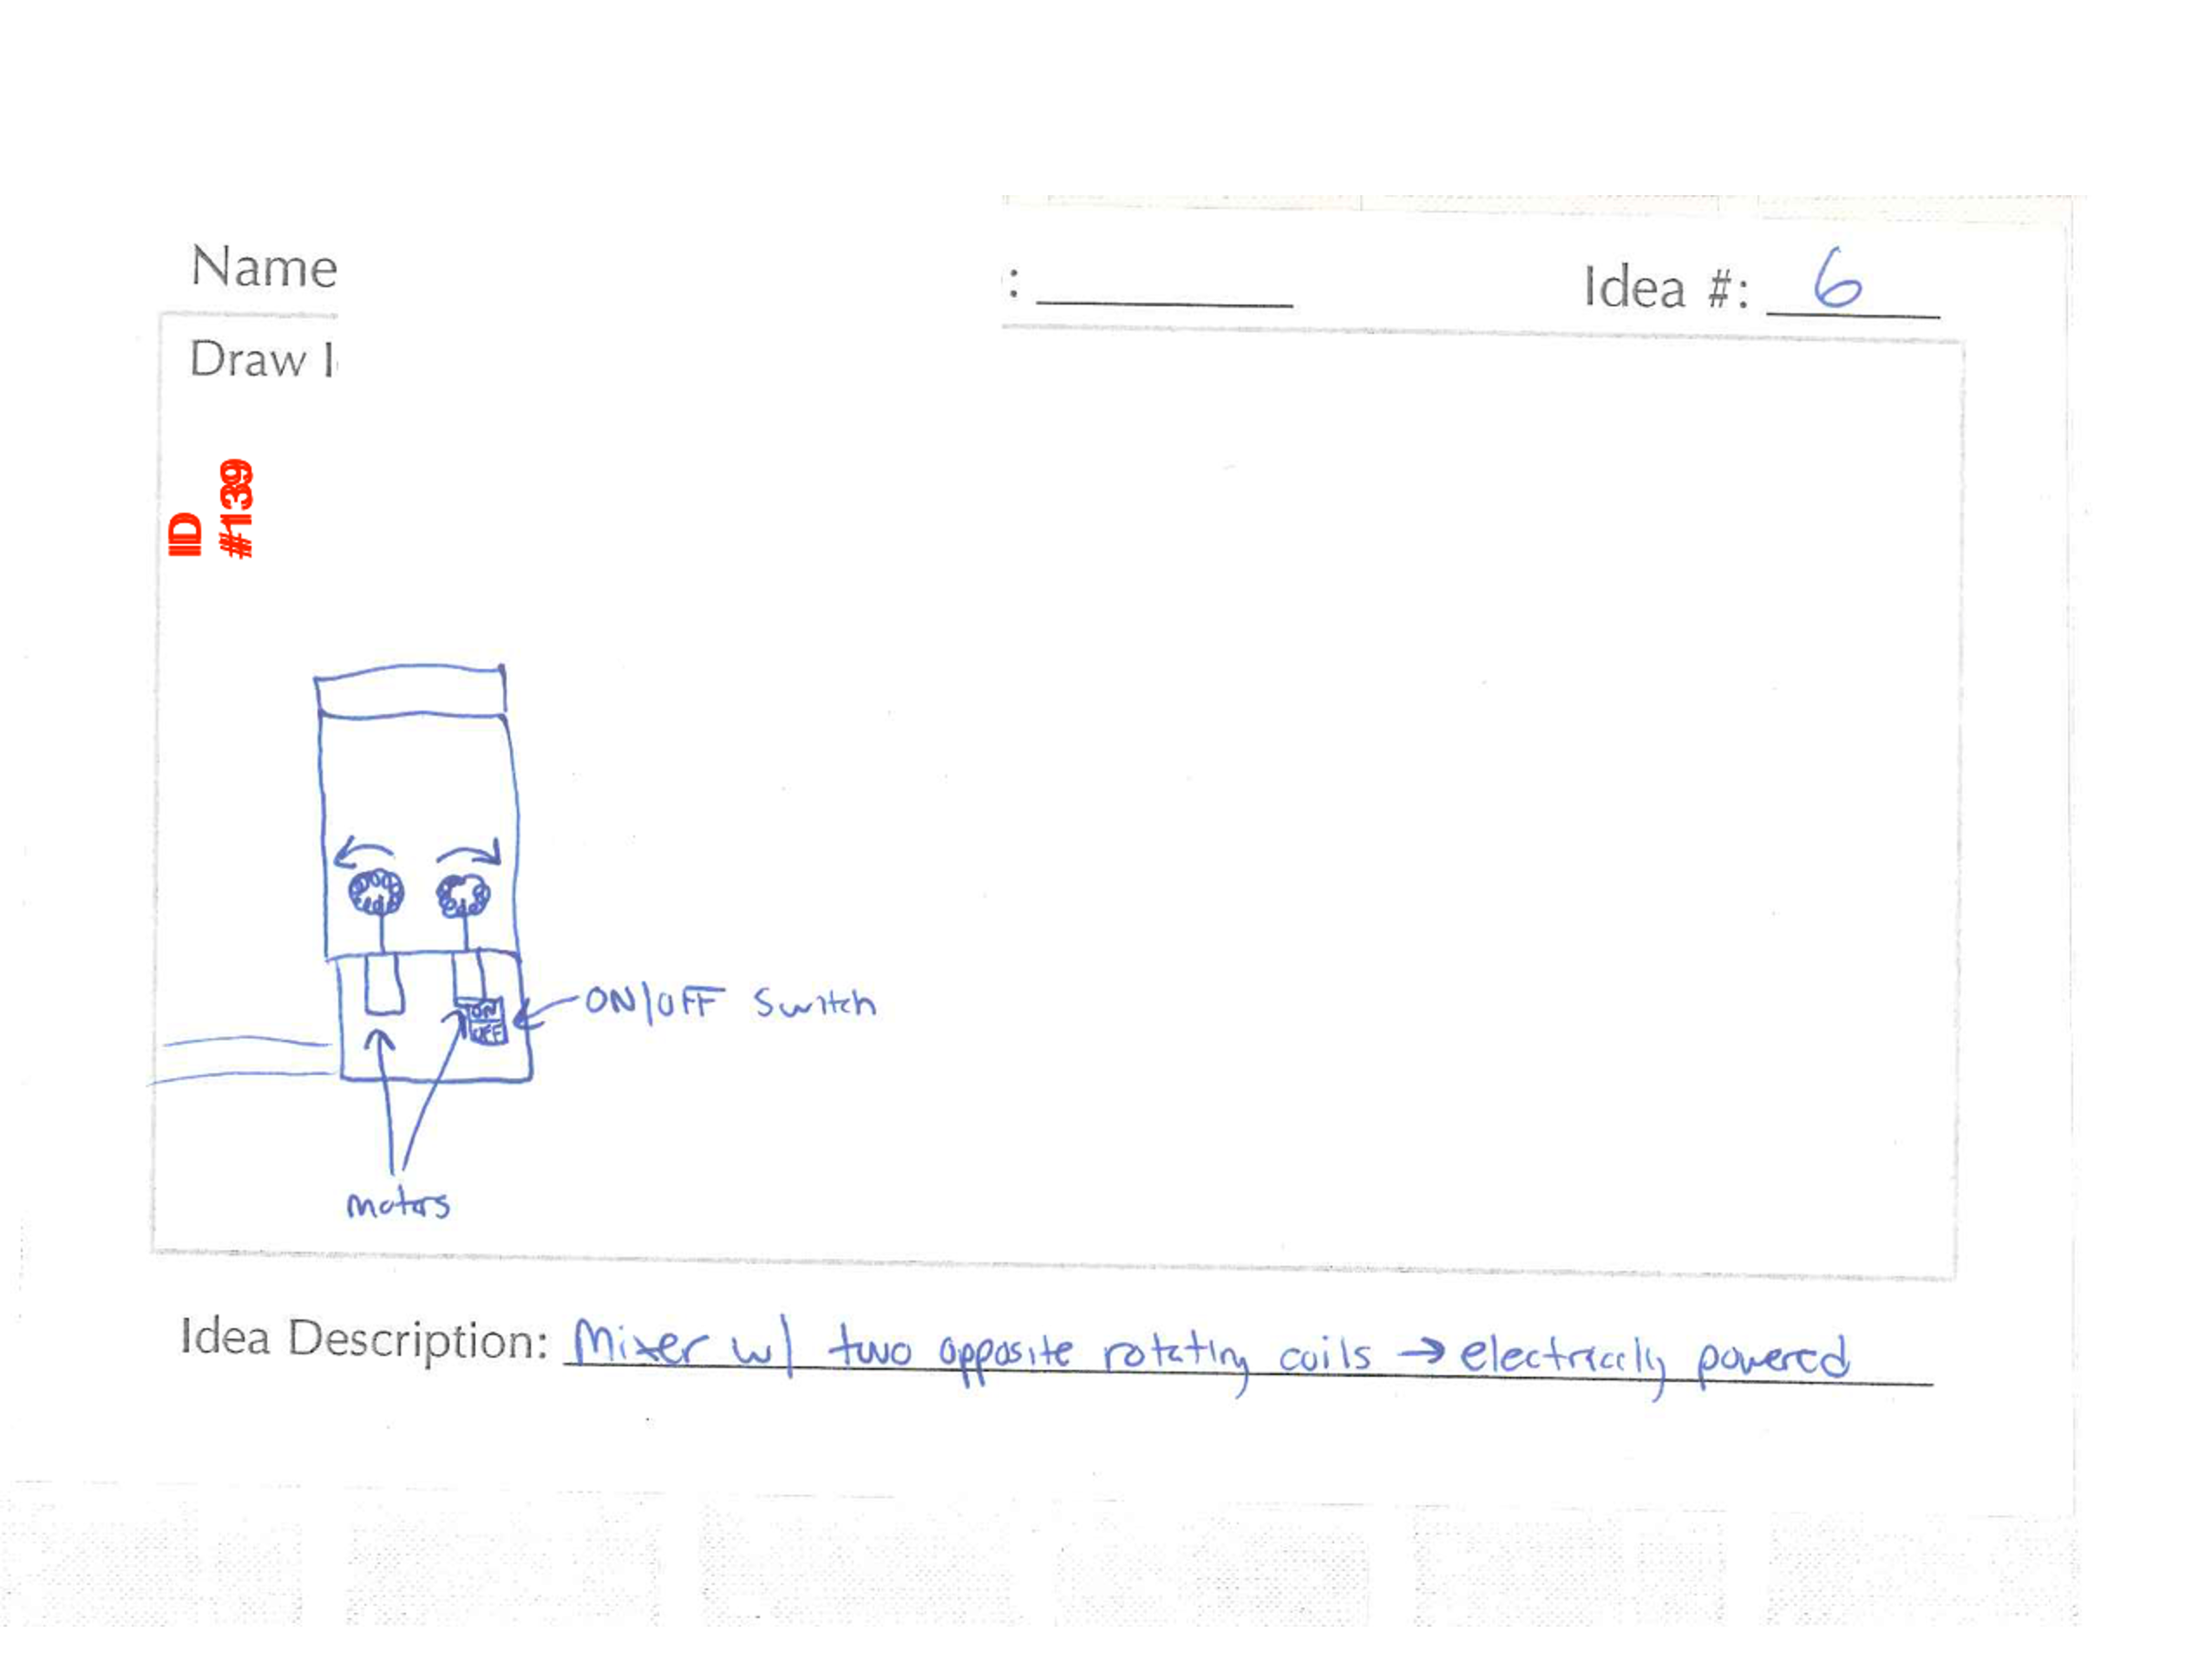 Name : Idea #: 6
Draw I
ID
#139
ON/OFF Switch
ON
OFF
motors
Idea Description: Mixer w/ two opposite rotating coils → electrically powered